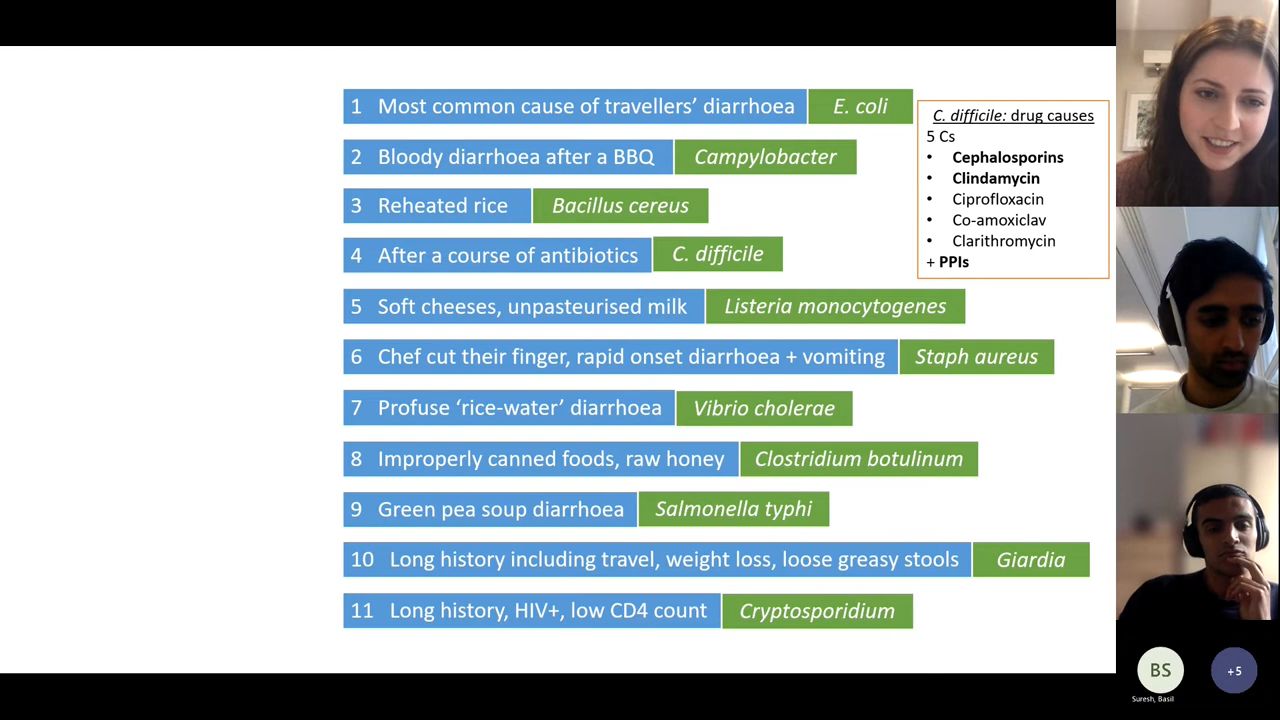 1 Most common cause of travellers’ diarrhoea E. coli
2 Bloody diarrhoea after a BBQ Campylobacter
3 Reheated rice Bacillus cereus
4 After a course of antibiotics C. difficile
5 Soft cheeses, unpasteurised milk Listeria monocytogenes
6 Chef cut their finger, rapid onset diarrhoea + vomiting Staph aureus
7 Profuse ‘rice-water’ diarrhoea Vibrio cholerae
8 Improperly canned foods, raw honey Clostridium botulinum
9 Green pea soup diarrhoea Salmonella typhi
10 Long history including travel, weight loss, loose greasy stools Giardia
11 Long history, HIV+, low CD4 count Cryptosporidium
C. difficile: drug causes
5 Cs
• Cephalosporins
• Clindamycin
• Ciprofloxacin
• Co-amoxiclav
• Clarithromycin
+ PPIs
BS
Suresh, Basil
+5